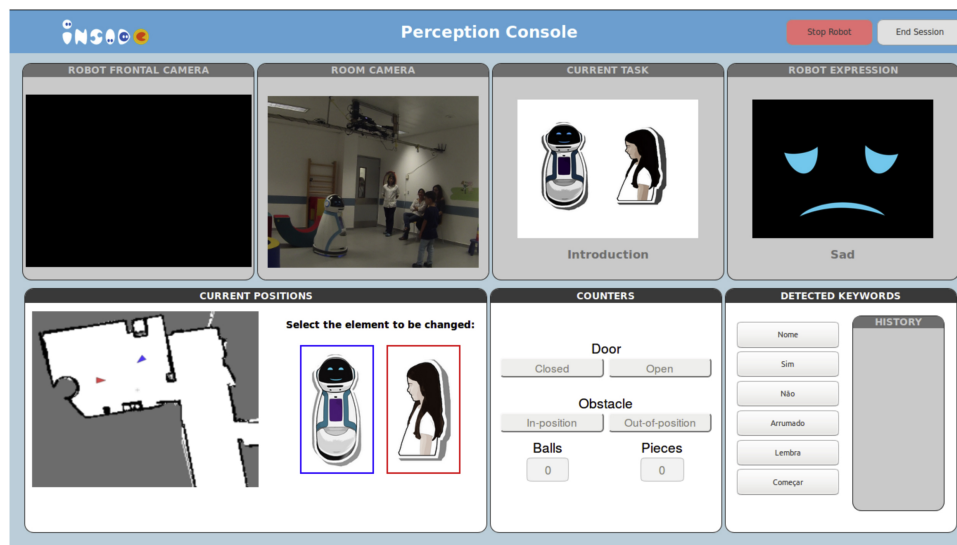 INSIDE
Perception Console
Stop Robot
End Session
ROBOT FRONTAL CAMERA
ROOM CAMERA
CURRENT TASK
ROBOT EXPRESSION
Introduction
Sad
CURRENT POSITIONS
Select the element to be changed:
COUNTERS
Door
Closed
Open
Obstacle
In-position
Out-of-position
Balls
Pieces
0
0
DETECTED KEYWORDS
Nome
Sim
Não
Arrumado
Lembra
Começar
HISTORY